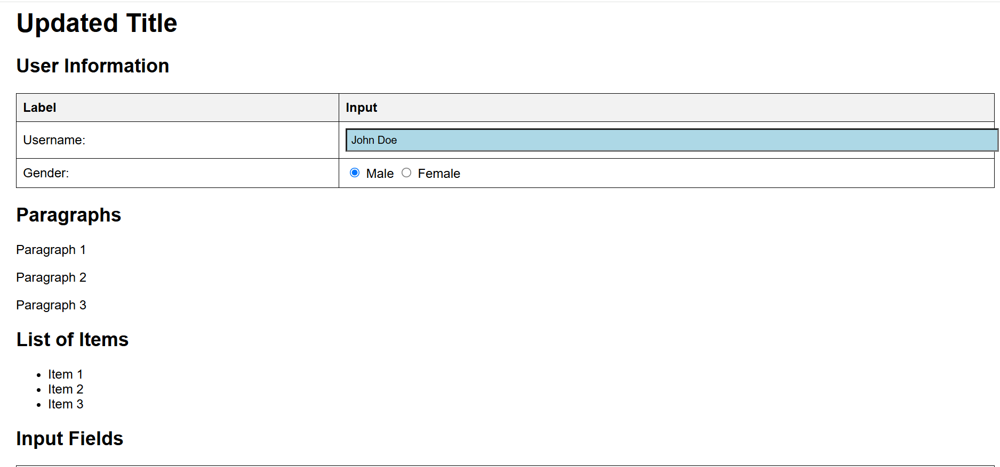 Updated Title
User Information
Label Input
Username: John Doe
Gender: Male Female
Paragraphs
Paragraph 1
Paragraph 2
Paragraph 3
List of Items
Item 1
Item 2
Item 3
Input Fields